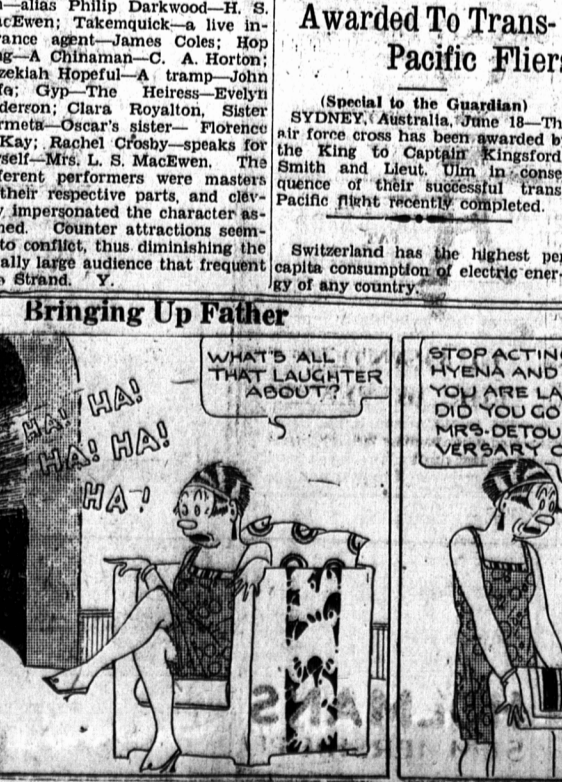 —alias Philip Darkwood—H. S.
acEwen; Takemquick—a live in-
rance agent—James Coles; Hop
ng—A Chinaman—C. A. Horton;
zekiah Hopeful—A tramp—John
fa; Gyp—The Heiress—Evelyn
derson; Clara Royalton, Sister
rmeta—Oscar's sister— Florence
Kay; Rachel Crosby—speaks for
rself—Mrs. L. S. MacEwen. The
ferent performers were masters
their respective parts, and clev-
y impersonated the character as-
ned. Counter attractions seem-
to conflict, thus diminishing the
ally large audience that frequent
Strand. Y.
Awarded To Trans-
Pacific Fliers
(Special to the Guardian)
SYDNEY, Australia, June 18—Th
air force cross has been awarded by
the King to Captain Kingsford
Smith and Lieut. Ulm in conse
quence of their successful trans
Pacific flight recently completed.
Switzerland has the highest per
capita consumption of electric ener-
gy of any country.
Bringing Up Father
HA! HA!
HA! HA!
HA!
WHAT'S ALL
THAT LAUGHTER
ABOUT?
STOP ACTING
HYENA AND
YOU ARE LA
DID YOU GO
MRS. DETOU
VERSARY